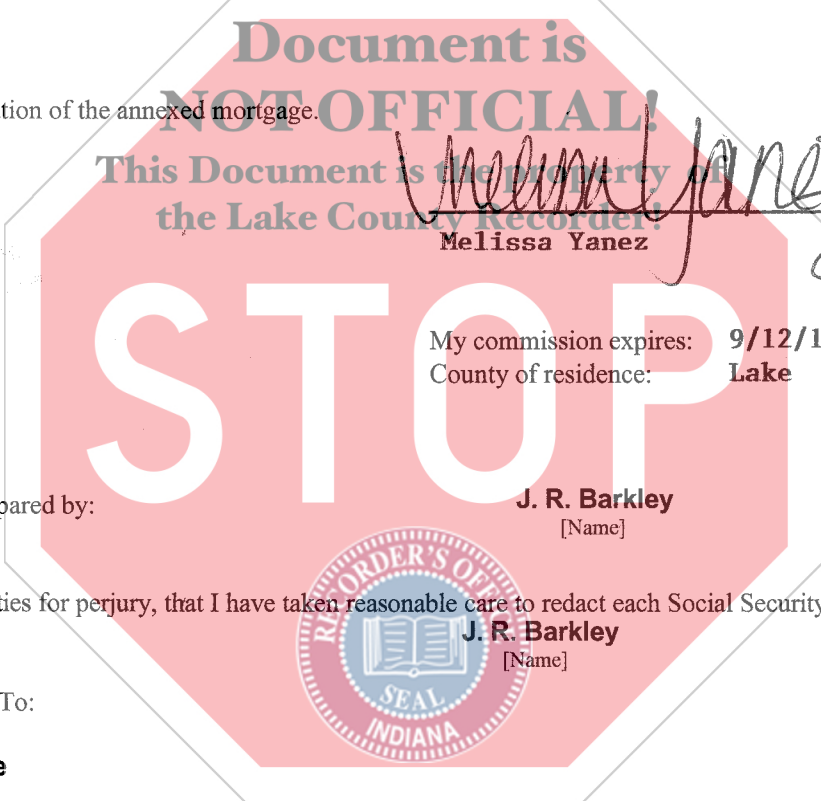 Document is
tion of the annexed mortgage.
NOT OFFICIAL!
This Document is the property of
the Lake County Recorder!
Melissa Yane
Melissa Yanez
STOP
My commission expires: 9/12/1
County of residence: Lake
pared by:
J. R. Barkley
[Name]
RECORDER'S OFFICE
ties for perjury, that I have taken reasonable care to redact each Social Security
J. R. Barkley
[Name]
SEAL
INDIANA
To:
e